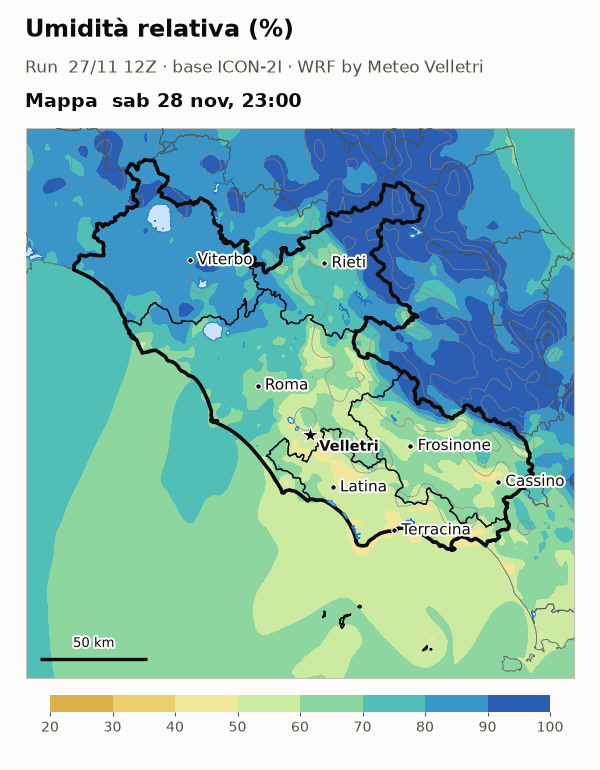 Umidità relativa (%)
Run  27/11 12Z · base ICON-2I · WRF by Meteo Velletri
Mappa  sab 28 nov, 23:00
Viterbo
Rieti
Roma
Velletri
Frosinone
Latina
Cassino
Terracina
50 km
20 30 40 50 60 70 80 90 100